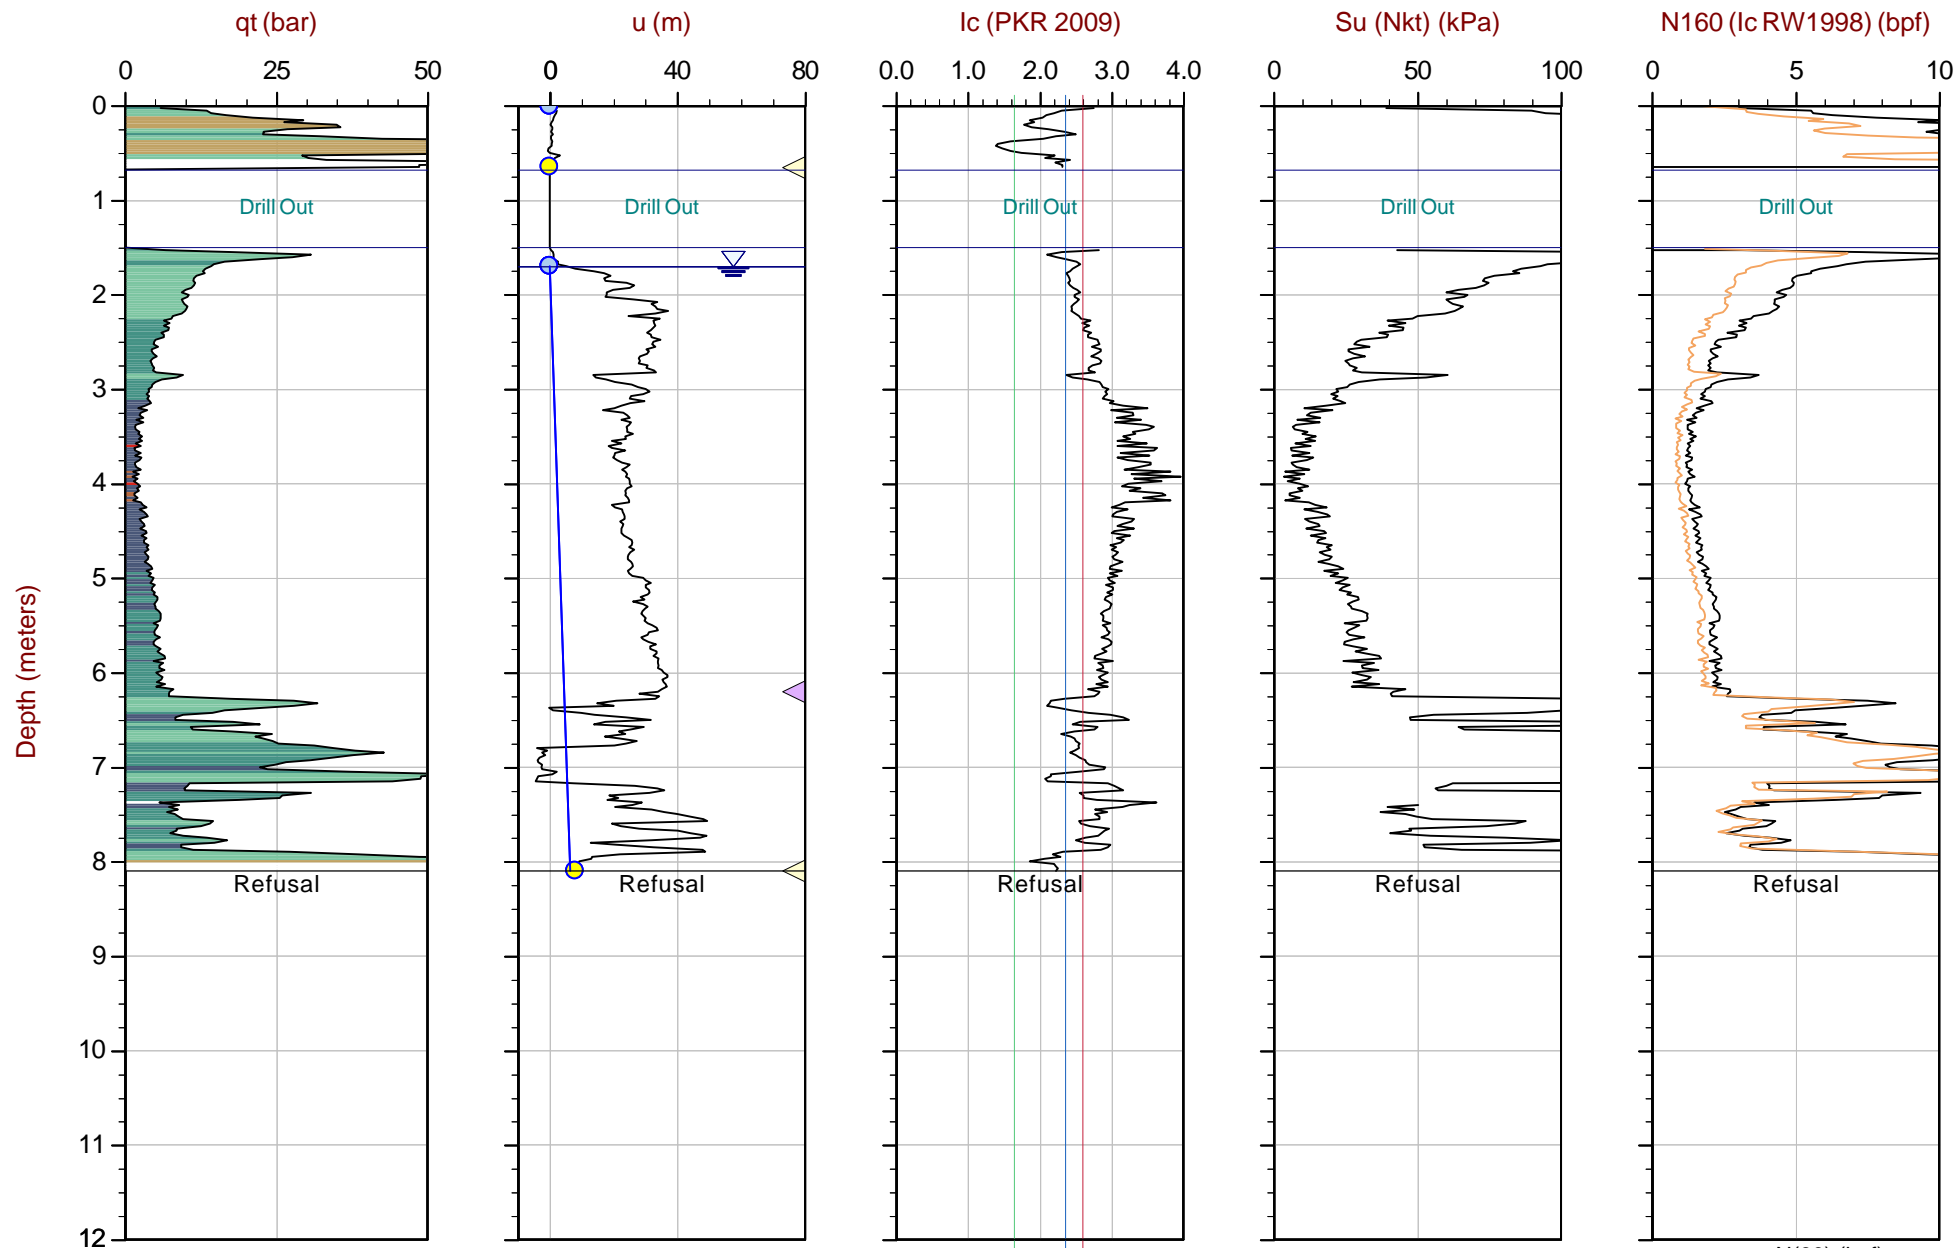 qt (bar) u (m) Ic (PKR 2009) Su (Nkt) (kPa) N160 (Ic RW1998) (bpf)
0 25 50 0 40 80 0.0 1.0 2.0 3.0 4.0 0 50 100 0 5 10
0
1
Drill Out Drill Out Drill Out Drill Out Drill Out
2
3
4
5
6
7
8
Refusal Refusal Refusal Refusal Refusal
9
10
11
12
Depth (meters)